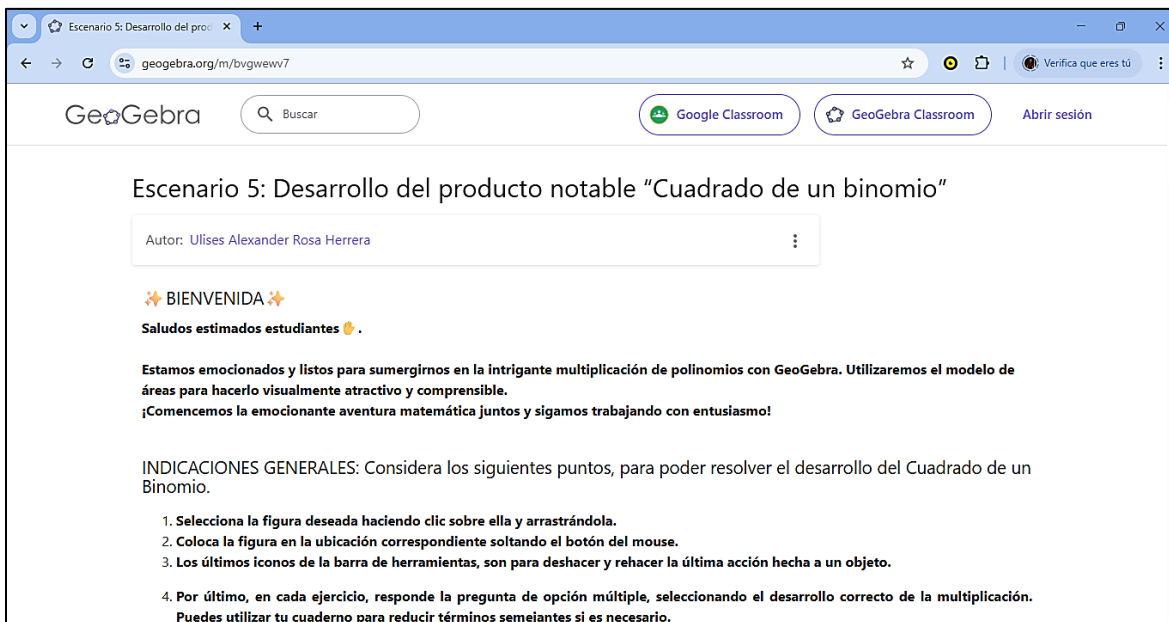 Escenario 5: Desarrollo del prod
geogebra.org/m/bvgwewv7
Verifica que eres tú
GeoGebra
Buscar
Google Classroom
GeoGebra Classroom
Abrir sesión
Escenario 5: Desarrollo del producto notable “Cuadrado de un binomio”
Autor: Ulises Alexander Rosa Herrera
✨BIENVENIDA✨
Saludos estimados estudiantes✋.
Estamos emocionados y listos para sumergirnos en la intrigante multiplicación de polinomios con GeoGebra. Utilizaremos el modelo de
áreas para hacerlo visualmente atractivo y comprensible.
¡Comencemos la emocionante aventura matemática juntos y sigamos trabajando con entusiasmo!
INDICACIONES GENERALES: Considera los siguientes puntos, para poder resolver el desarrollo del Cuadrado de un
Binomio.
1. Selecciona la figura deseada haciendo clic sobre ella y arrastrándola.
2. Coloca la figura en la ubicación correspondiente soltando el botón del mouse.
3. Los últimos iconos de la barra de herramientas, son para deshacer y rehacer la última acción hecha a un objeto.
4. Por último, en cada ejercicio, responde la pregunta de opción múltiple, seleccionando el desarrollo correcto de la multiplicación.
Puedes utilizar tu cuaderno para reducir términos semejantes si es necesario.